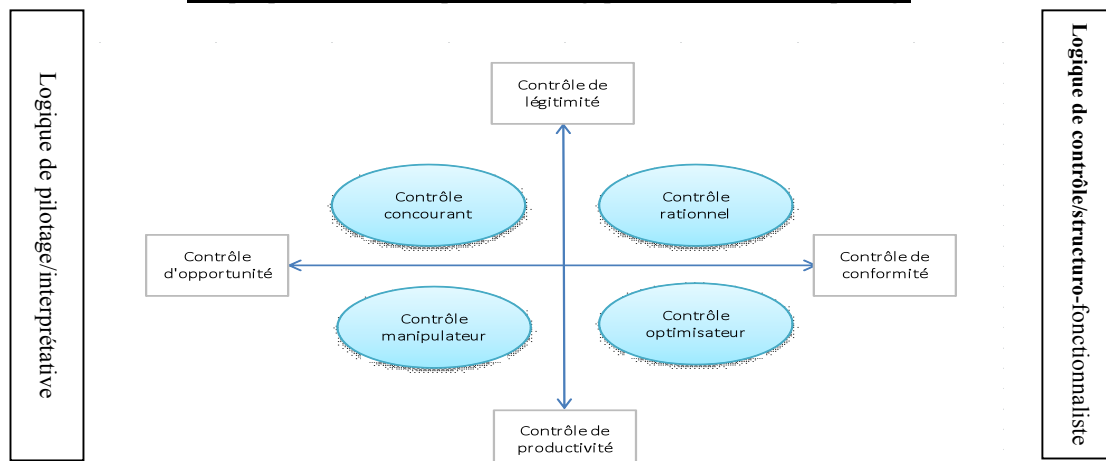 Logique de pilotage/interprétative
Logique de contrôle/structuro-fonctionnaliste
Contrôle de
légitimité
Contrôle
concourant
Contrôle
rationnel
Contrôle
d'opportunité
Contrôle de
conformité
Contrôle
manipulateur
Contrôle
optimisateur
Contrôle de
productivité